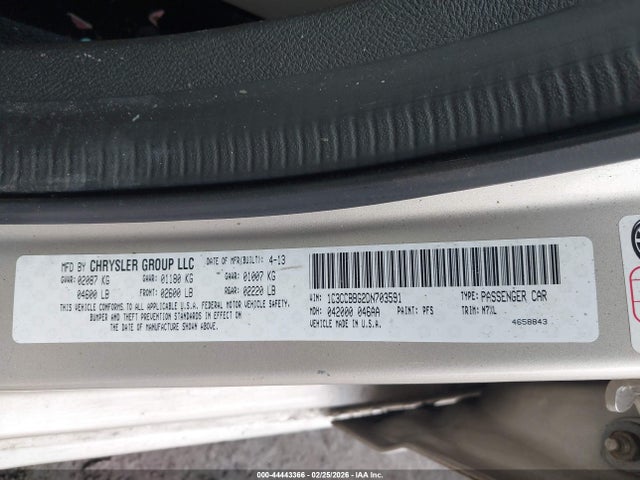 MFD BY CHRYSLER GROUP LLC DATE OF MFR(BUILT): 4-13
GVWR: 02087 KG GAWR: 01180 KG GAWR: 01007 KG
04600 LB FRONT: 02600 LB REAR: 02220 LB
THIS VEHICLE CONFORMS TO ALL APPLICABLE U.S.A. FEDERAL MOTOR VEHICLE SAFETY,
BUMPER AND THEFT PREVENTION STANDARDS IN EFFECT ON
THE DATE OF MANUFACTURE SHOWN ABOVE.
VIN: 1C3CCBBG2DN703591 TYPE: PASSENGER CAR
MDH: 042000 046AA PAINT: PFS TRIM: M7XL
VEHICLE MADE IN U.S.A. 4658843
000-44443366 | 02/25/2026 - IAA Inc.